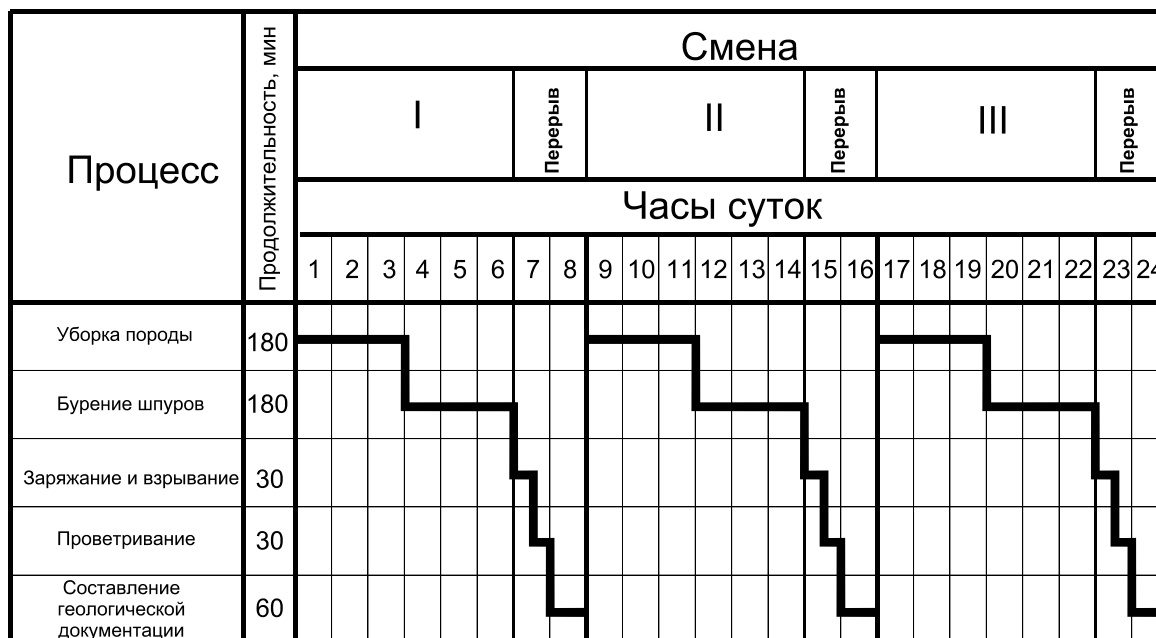 Процесс
Продолжительность, мин
Смена
I
Перерыв
II
Перерыв
III
Перерыв
Часы суток
1 2 3 4 5 6 7 8 9 10 11 12 13 14 15 16 17 18 19 20 21 22 23 24
Уборка породы 180
Бурение шпуров 180
Заряжание и взрывание 30
Проветривание 30
Составление
геологической
документации
60